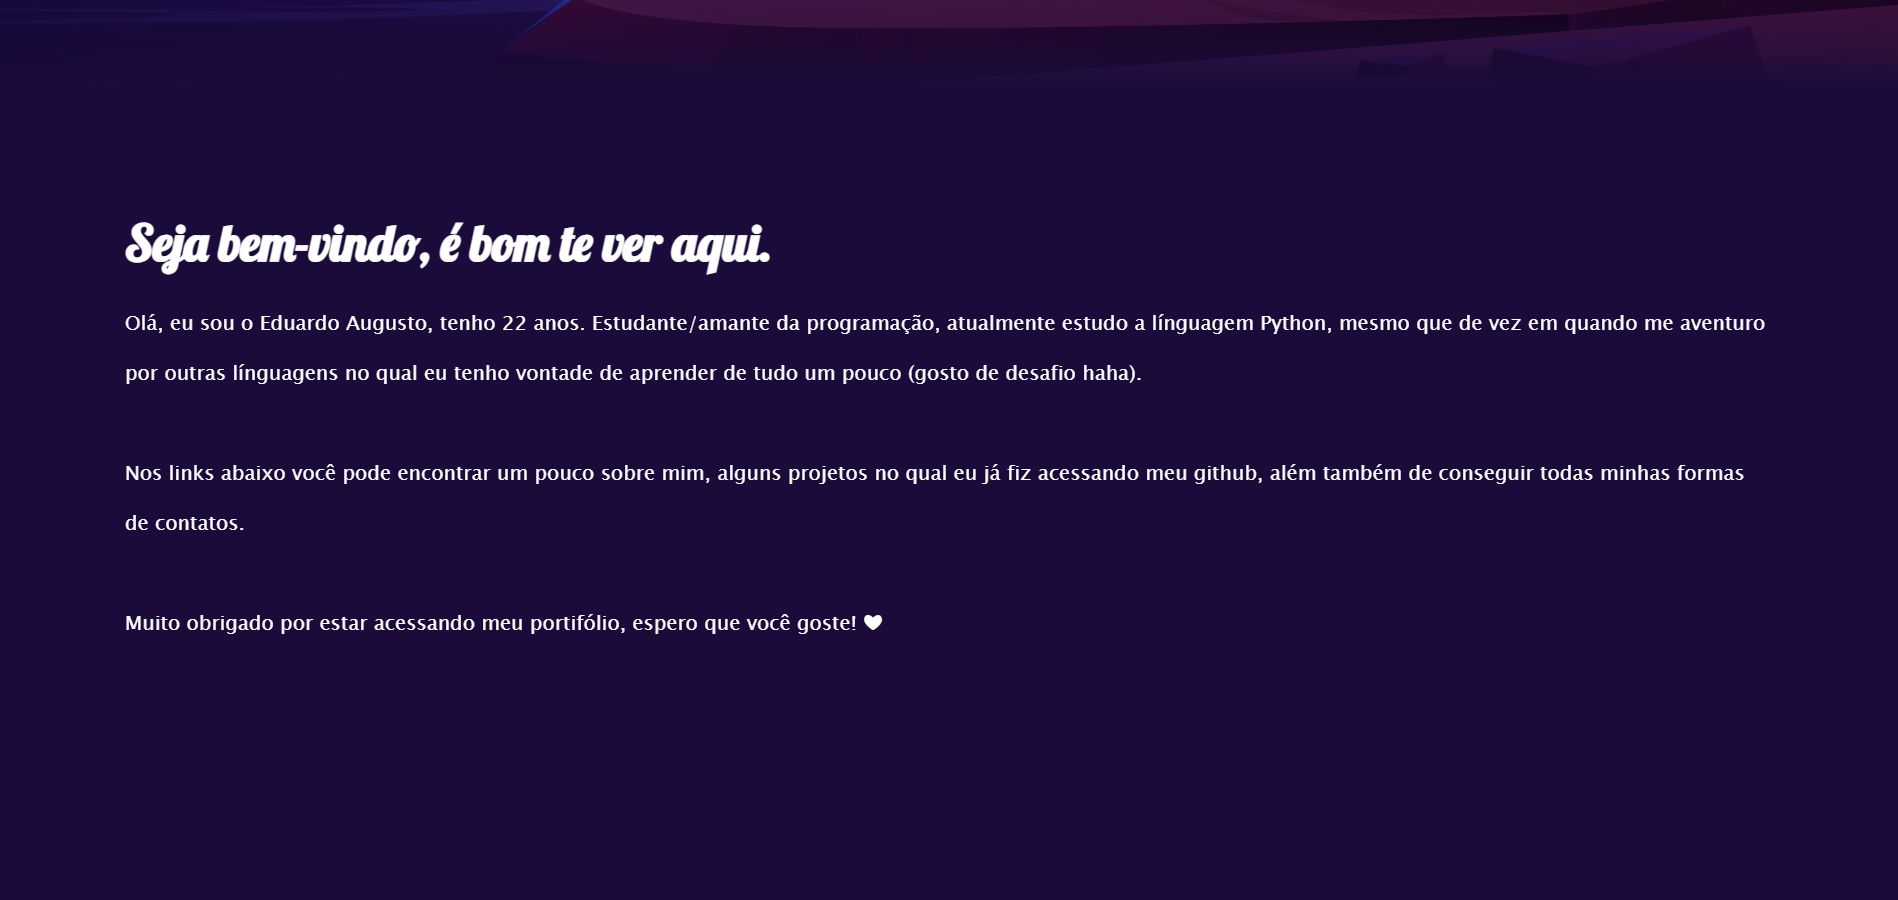 Seja bem-vindo, é bom te ver aqui.
Olá, eu sou o Eduardo Augusto, tenho 22 anos. Estudante/amante da programação, atualmente estudo a línguagem Python, mesmo que de vez em quando me aventuro
por outras línguagens no qual eu tenho vontade de aprender de tudo um pouco (gosto de desafio haha).
Nos links abaixo você pode encontrar um pouco sobre mim, alguns projetos no qual eu já fiz acessando meu github, além também de conseguir todas minhas formas
de contatos.
Muito obrigado por estar acessando meu portifólio, espero que você goste! ♥